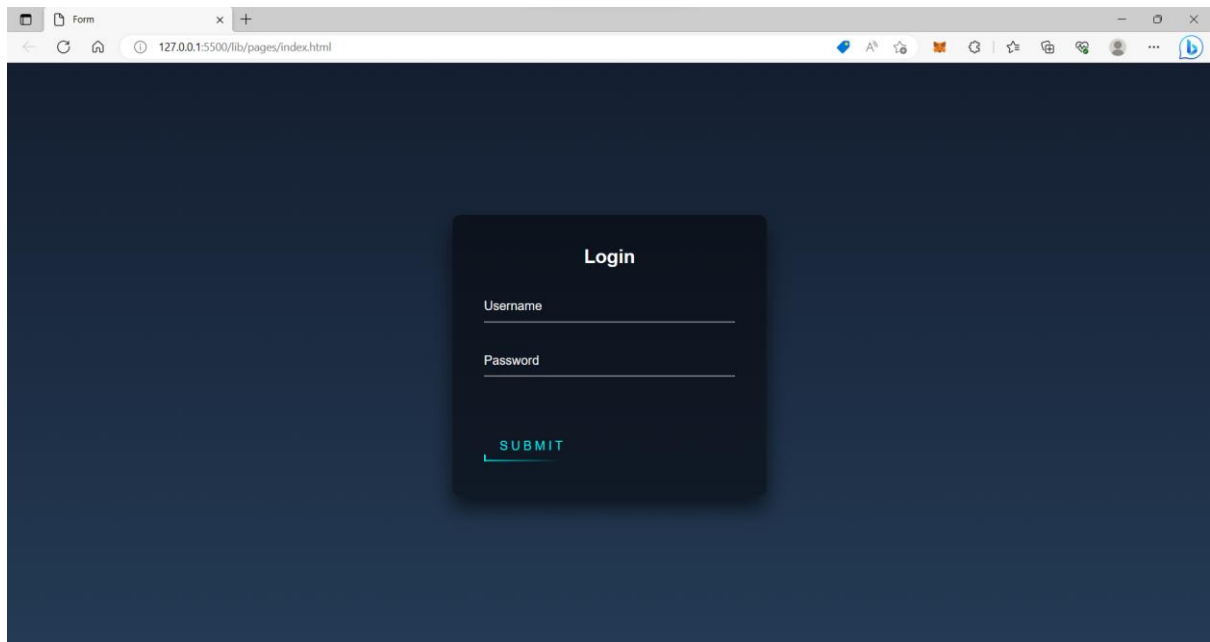 Form
127.0.0.1:5500/lib/pages/index.html
Login
Username
Password
SUBMIT